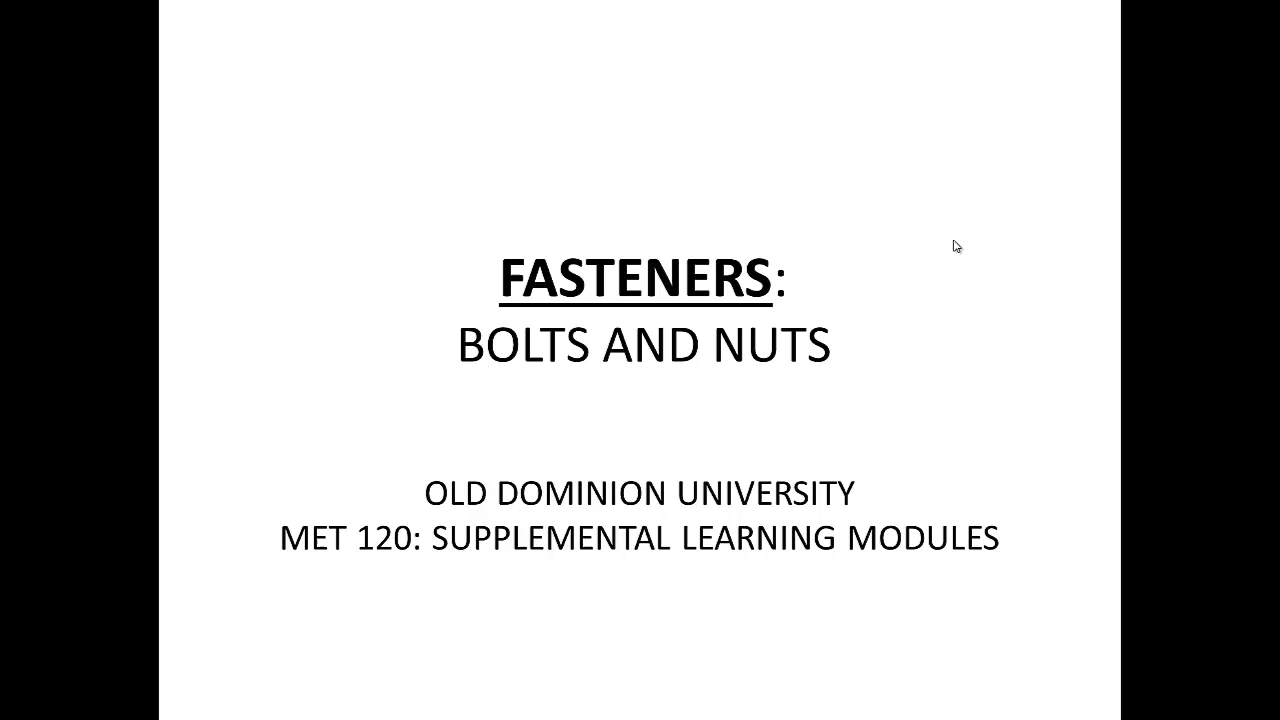 FASTENERS:
BOLTS AND NUTS
OLD DOMINION UNIVERSITY
MET 120: SUPPLEMENTAL LEARNING MODULES